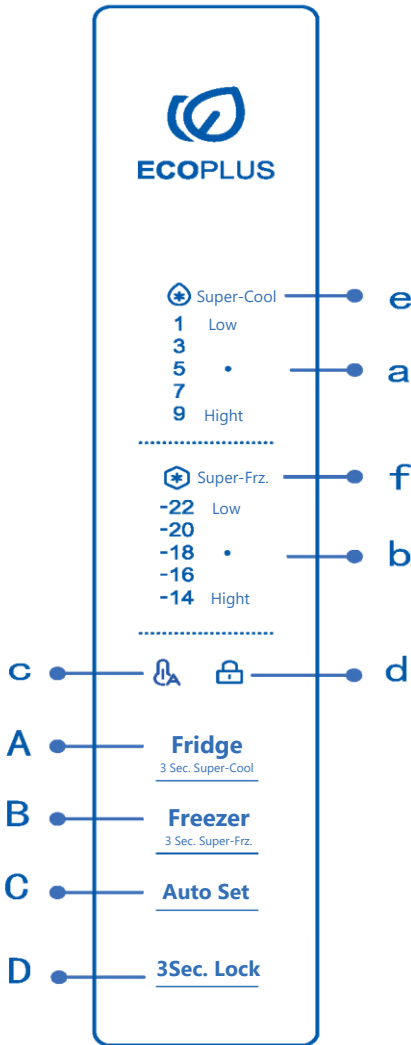 ECOPLUS
Super-Cool e
1 Low
3
5 • a
7
9 Hight
Super-Frz. f
-22 Low
-20
-18 • b
-16
-14 Hight
c A d
A Fridge
3 Sec. Super-Cool
B Freezer
3 Sec. Super-Frz.
C Auto Set
D 3Sec. Lock